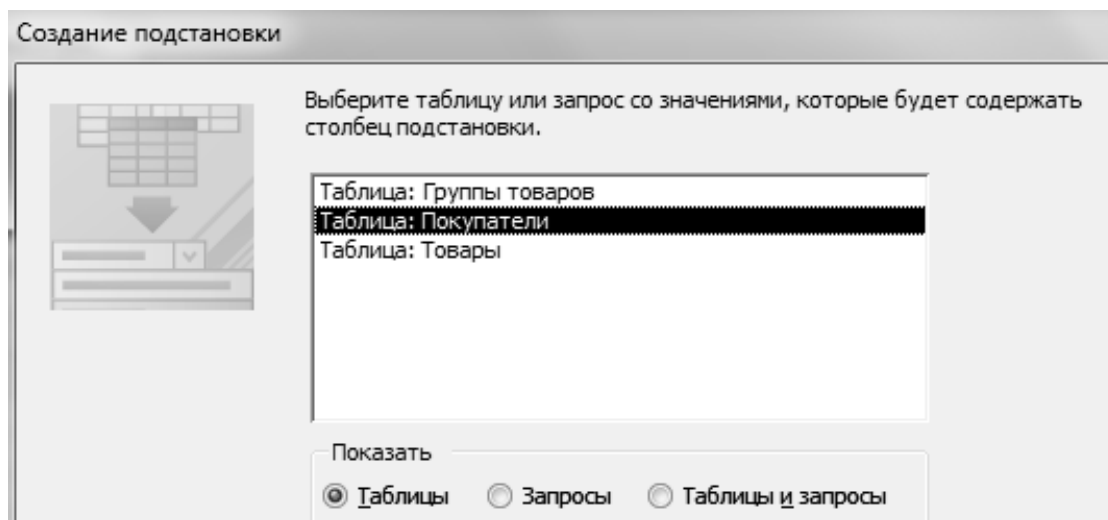 Создание подстановки
Выберите таблицу или запрос со значениями, которые будет содержать
столбец подстановки.
Таблица: Группы товаров
Таблица: Покупатели
Таблица: Товары
Показать
Таблицы Запросы Таблицы и запросы